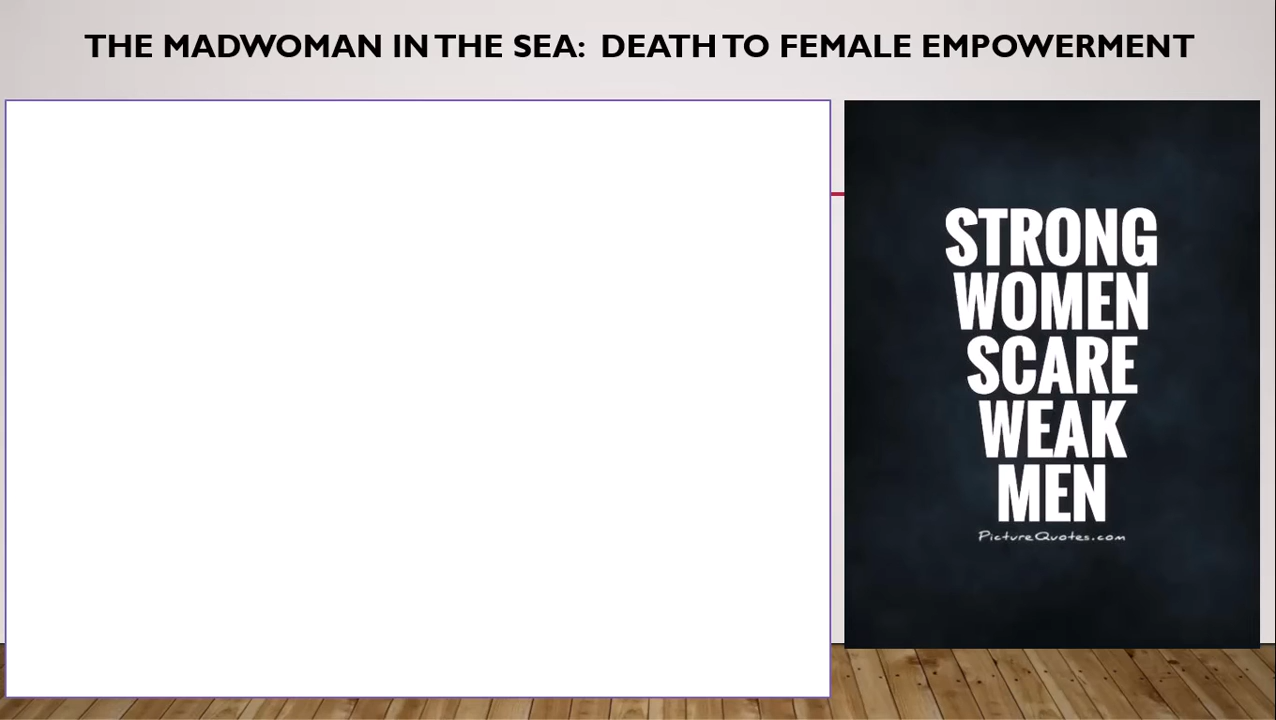 THE MADWOMAN IN THE SEA: DEATH TO FEMALE EMPOWERMENT
STRONG
WOMEN
SCARE
WEAK
MEN
PictureQuotes.com